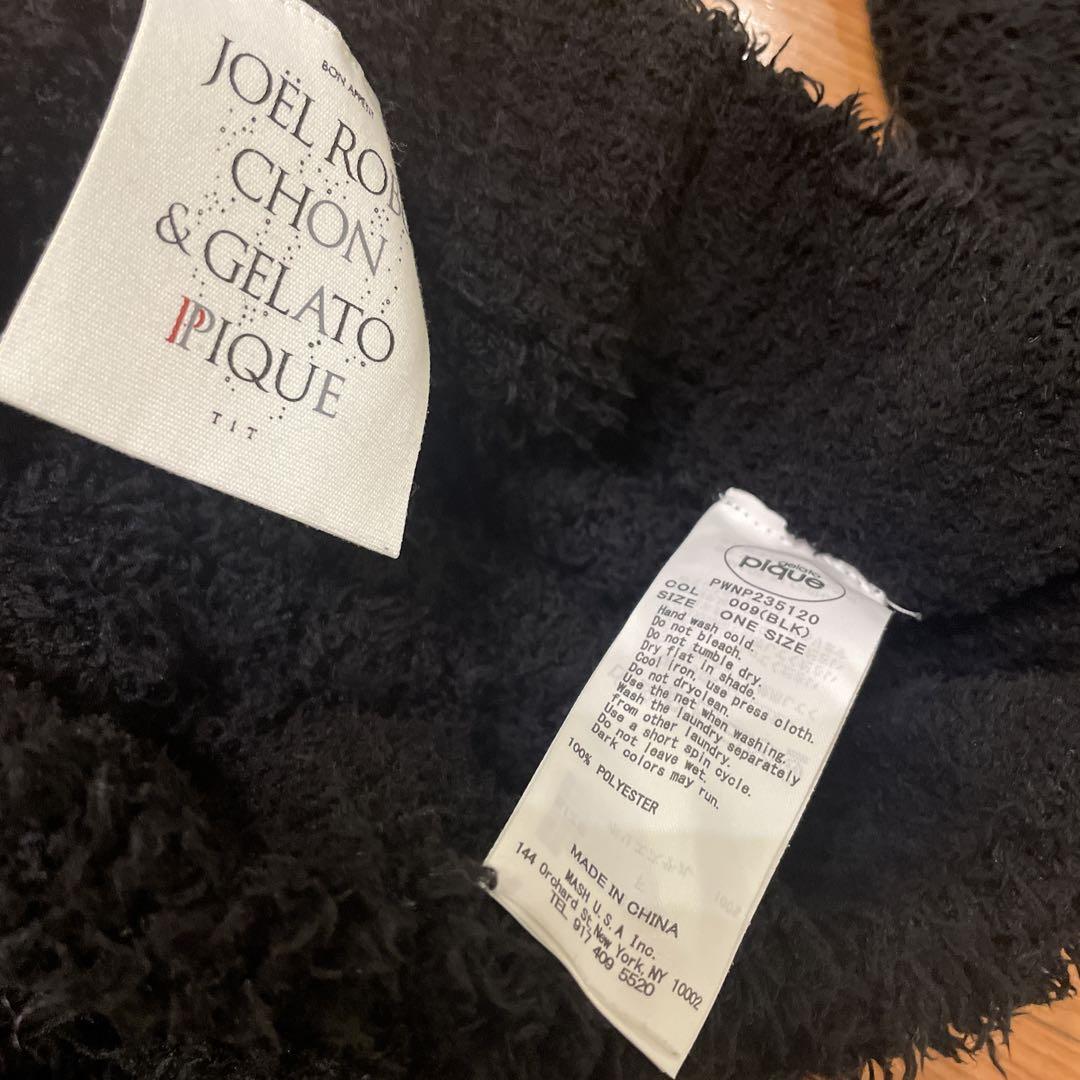 BON APPÉTIT
JOËL ROB
CHON
& GELATO
PIQUE
TIT
gelato
pique
PWNP235120
COL 009(BLK)
SIZE ONE SIZE
Hand wash cold.
Do not bleach.
Do not tumble dry.
Dry flat in shade.
Cool iron. use press cloth.
Do not dryclean.
Use the net when washing.
Wash the laundry separately
from other laundry.
Use a short spin cycle.
Do not leave wet.
Dark colors may run.
100% POLYESTER
MADE IN CHINA
MASH U.S.A Inc.
144 Orchard St,New York, NY 10002
TEL 917 409 5520